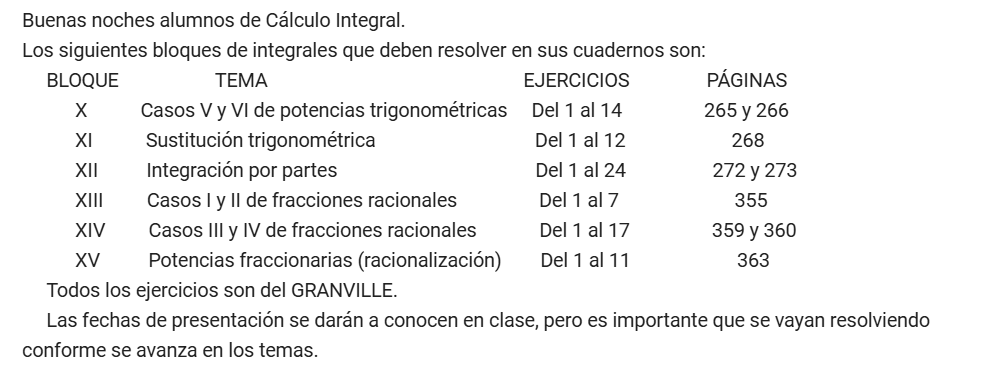 Buenas noches alumnos de Cálculo Integral.
Los siguientes bloques de integrales que deben resolver en sus cuadernos son:
BLOQUE TEMA EJERCICIOS PÁGINAS
X Casos V y VI de potencias trigonométricas Del 1 al 14 265 y 266
XI Sustitución trigonométrica Del 1 al 12 268
XII Integración por partes Del 1 al 24 272 y 273
XIII Casos I y II de fracciones racionales Del 1 al 7 355
XIV Casos III y IV de fracciones racionales Del 1 al 17 359 y 360
XV Potencias fraccionarias (racionalización) Del 1 al 11 363
Todos los ejercicios son del GRANVILLE.
Las fechas de presentación se darán a conocen en clase, pero es importante que se vayan resolviendo
conforme se avanza en los temas.